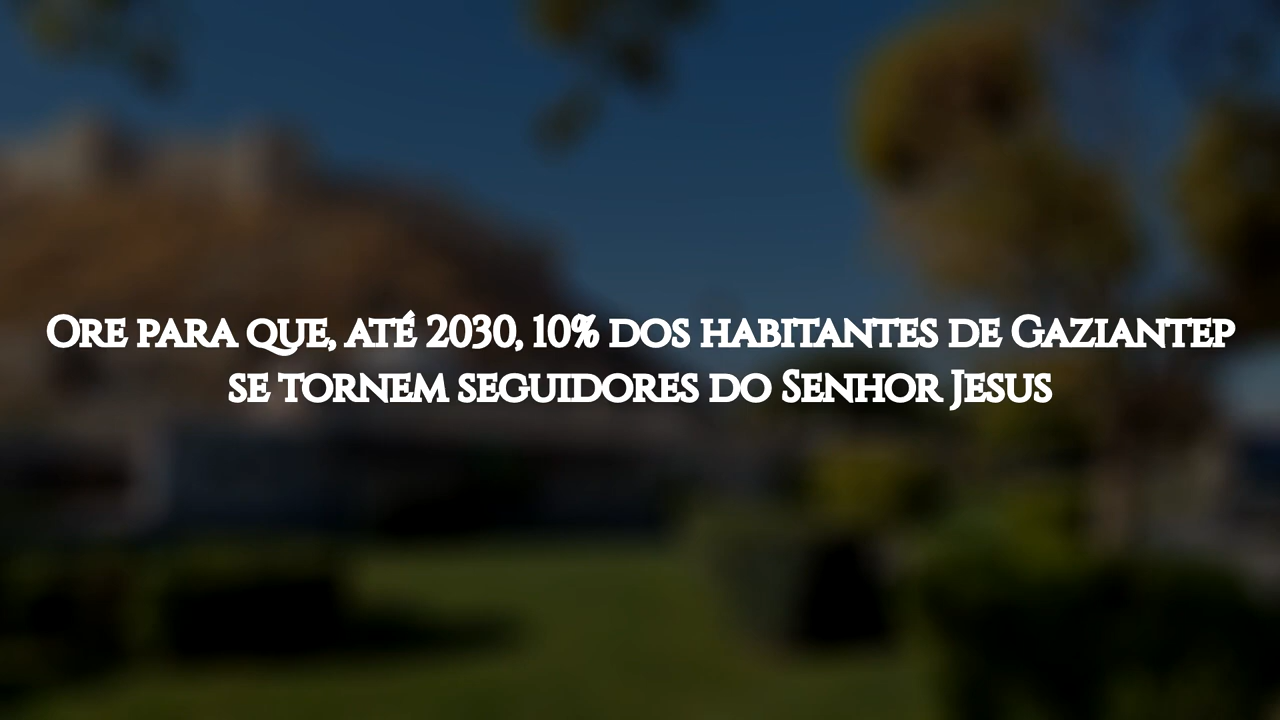 Ore para que, até 2030, 10% dos habitantes de Gaziantep
se tornem seguidores do Senhor Jesus